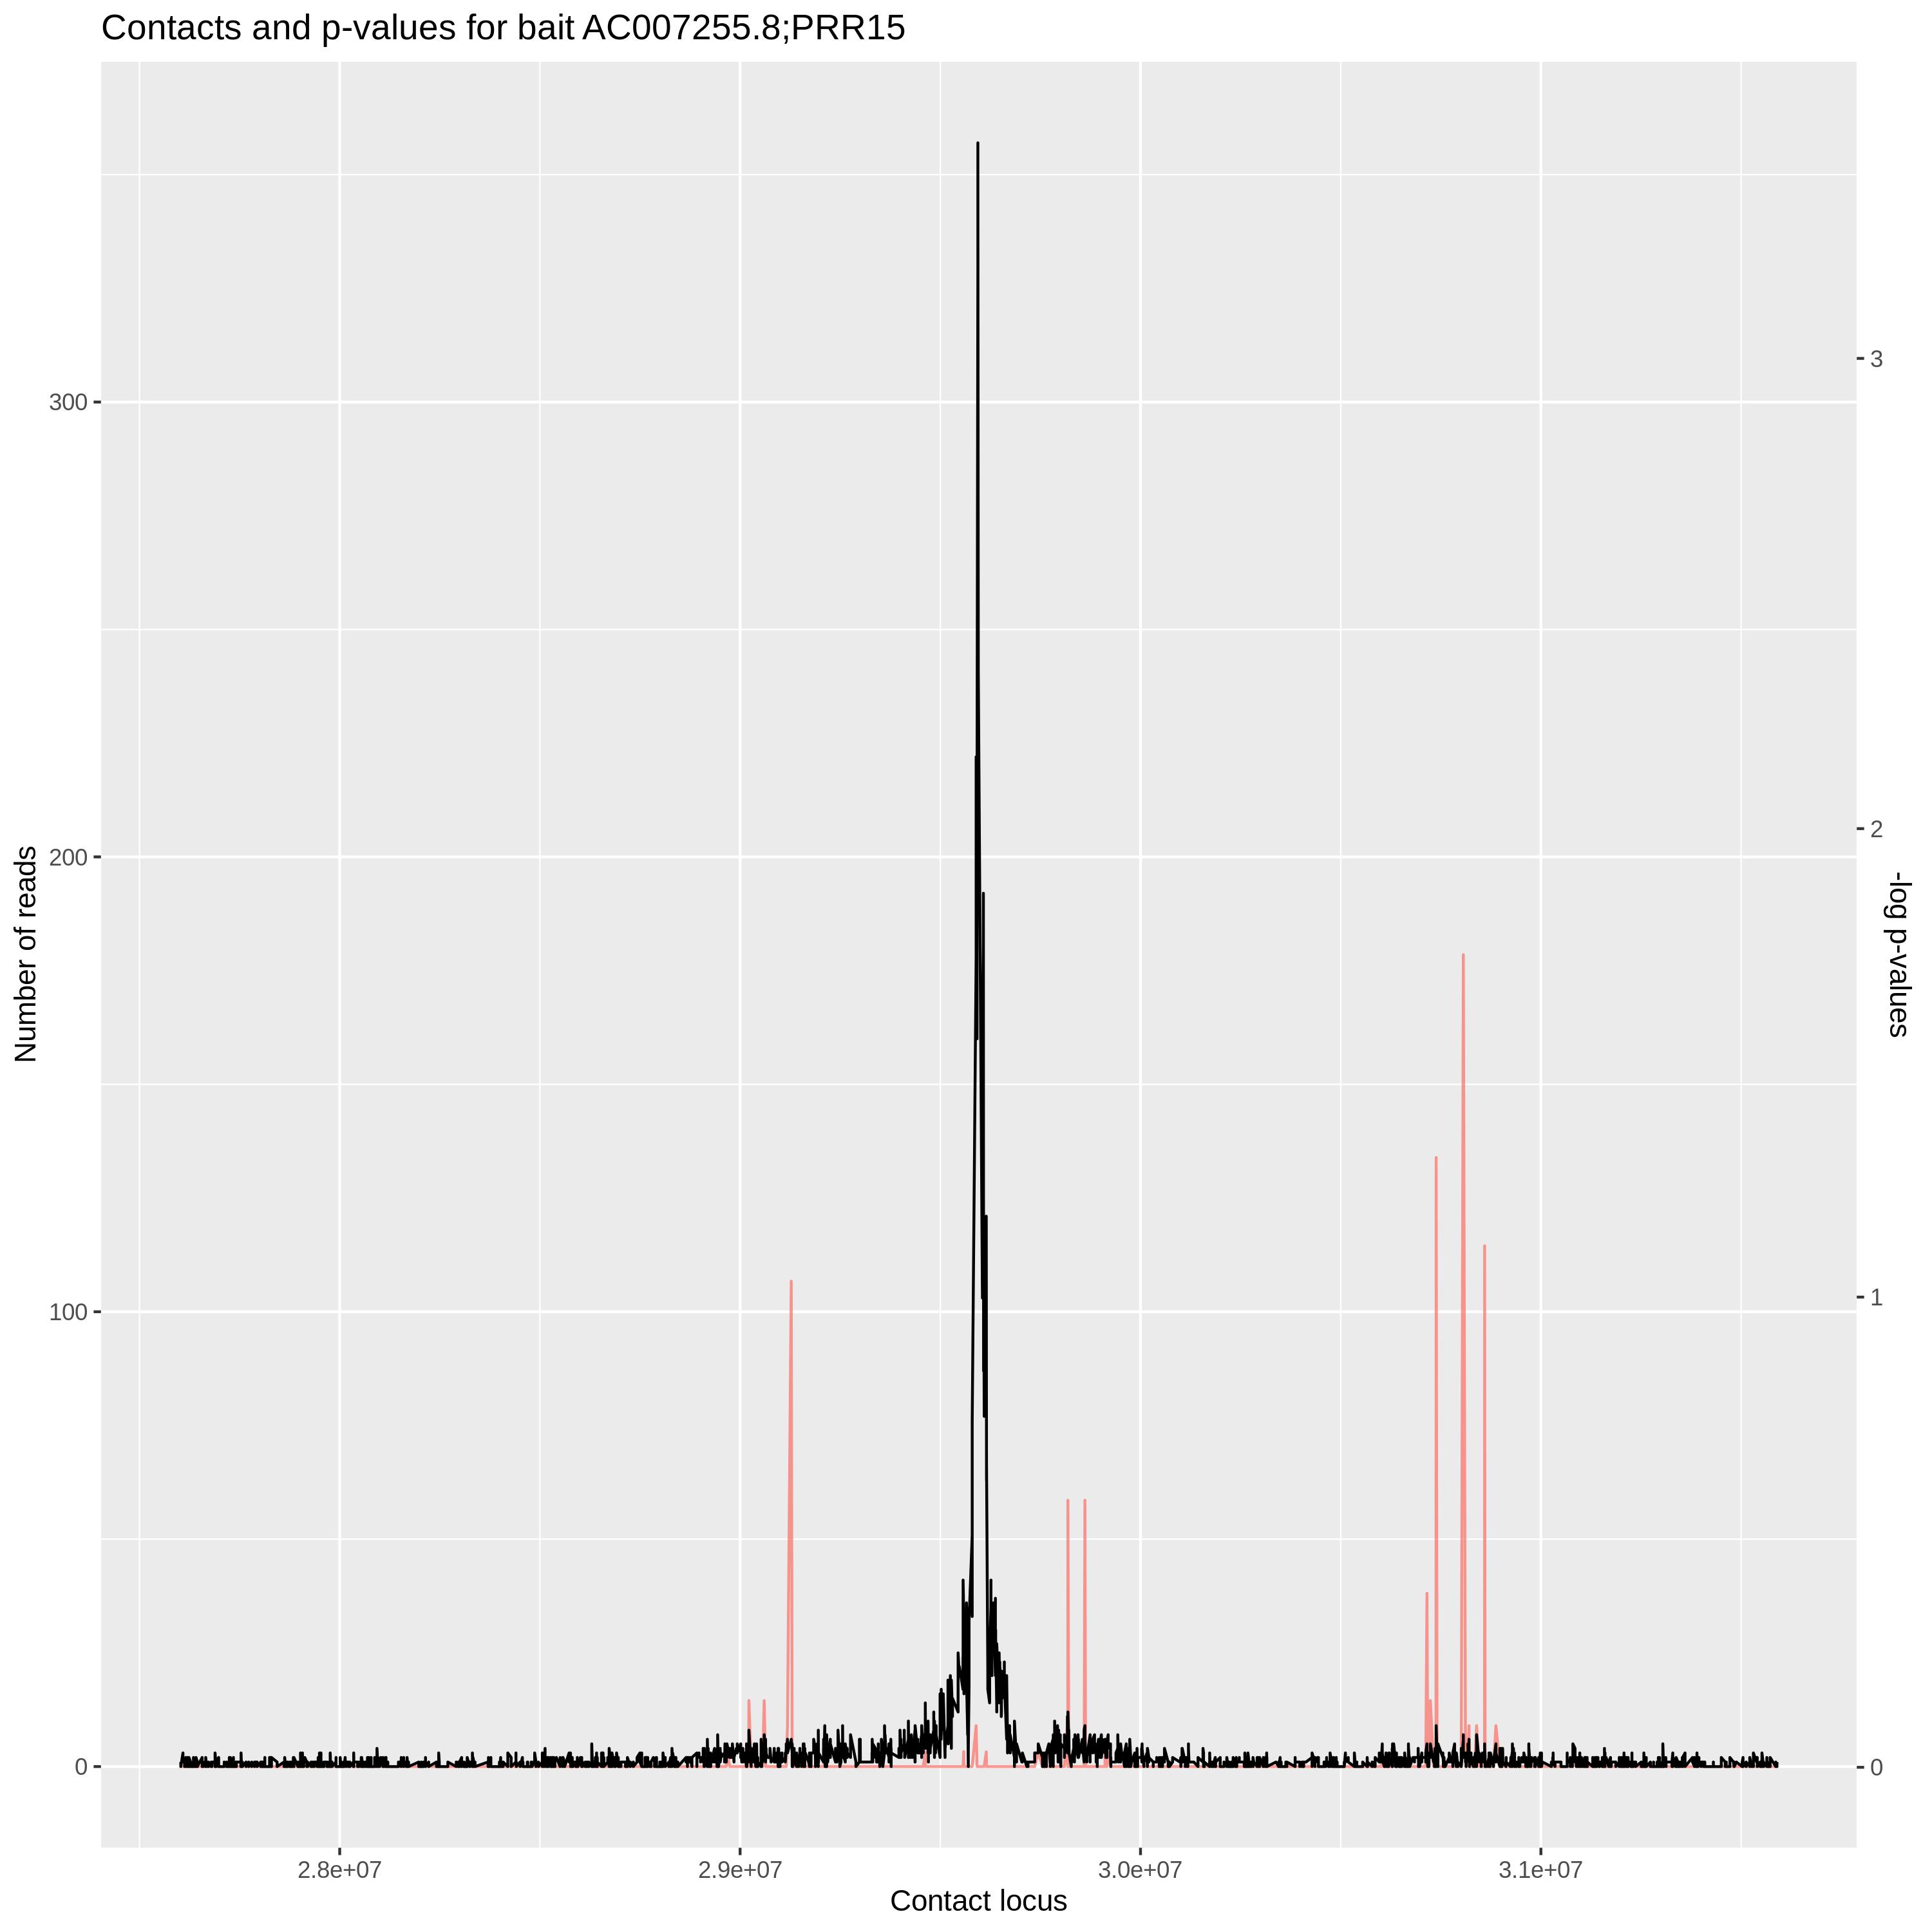 Contacts and p-values for bait AC007255.8;PRR15
Number of reads
300
200
100
0
3
2
1
0
-log p-values
2.8e+07
2.9e+07
3.0e+07
3.1e+07
Contact locus